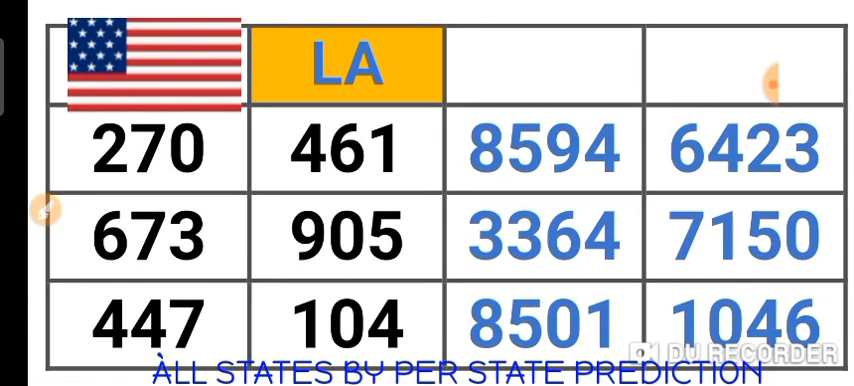 LA
270 461 8594 6423
673 905 3364 7150
447 104 8501 1046
DU RECORDER
ÀLL STATES BY PER STATE PREDICTION